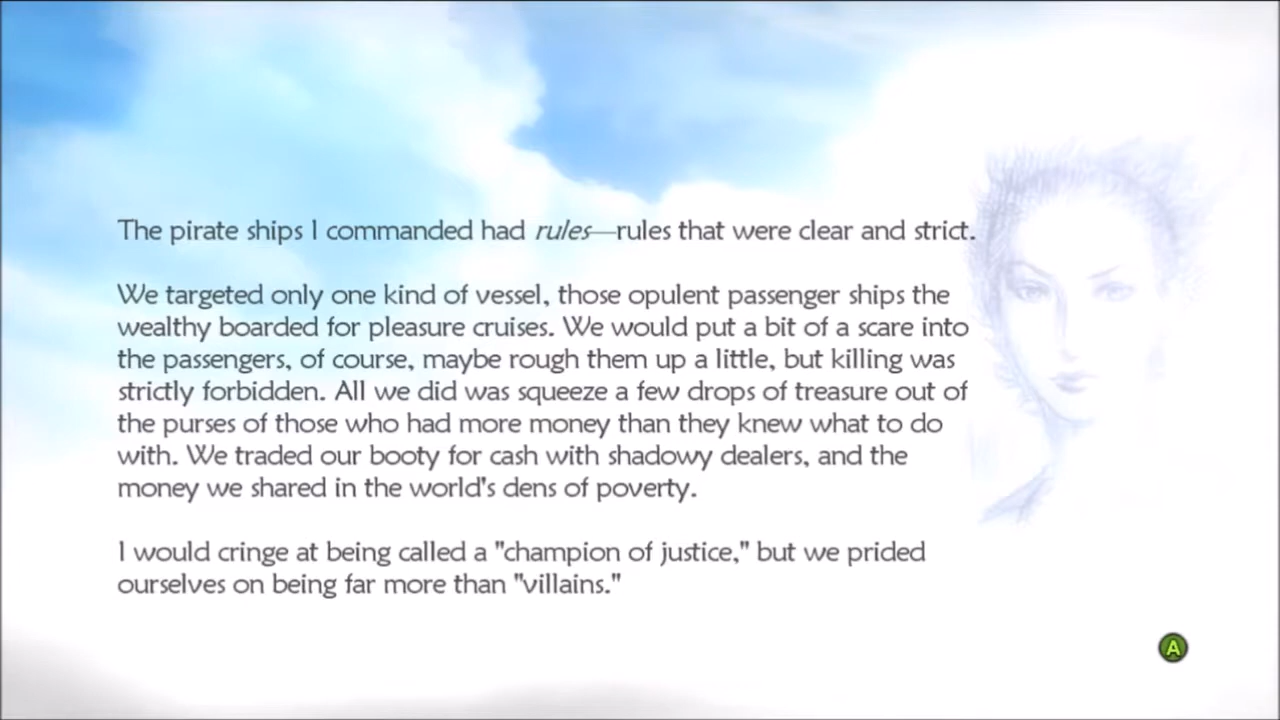 The pirate ships I commanded had rules—rules that were clear and strict.
We targeted only one kind of vessel, those opulent passenger ships the
wealthy boarded for pleasure cruises. We would put a bit of a scare into
the passengers, of course, maybe rough them up a little, but killing was
strictly forbidden. All we did was squeeze a few drops of treasure out of
the purses of those who had more money than they knew what to do
with. We traded our booty for cash with shadowy dealers, and the
money we shared in the world's dens of poverty.
I would cringe at being called a "champion of justice," but we prided
ourselves on being far more than "villains."
A